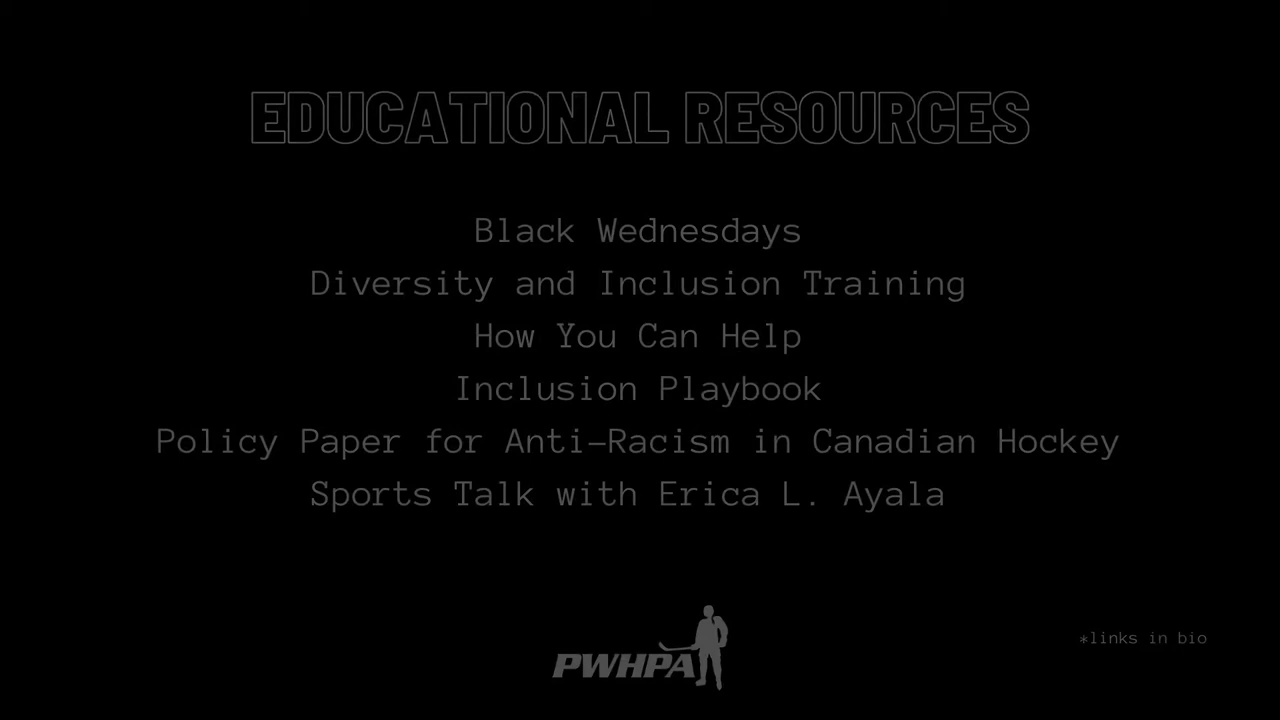 EDUCATIONAL RESOURCES
Black Wednesdays
Diversity and Inclusion Training
How You Can Help
Inclusion Playbook
Policy Paper for Anti-Racism in Canadian Hockey
Sports Talk with Erica L. Ayala
*links in bio
PWHPA